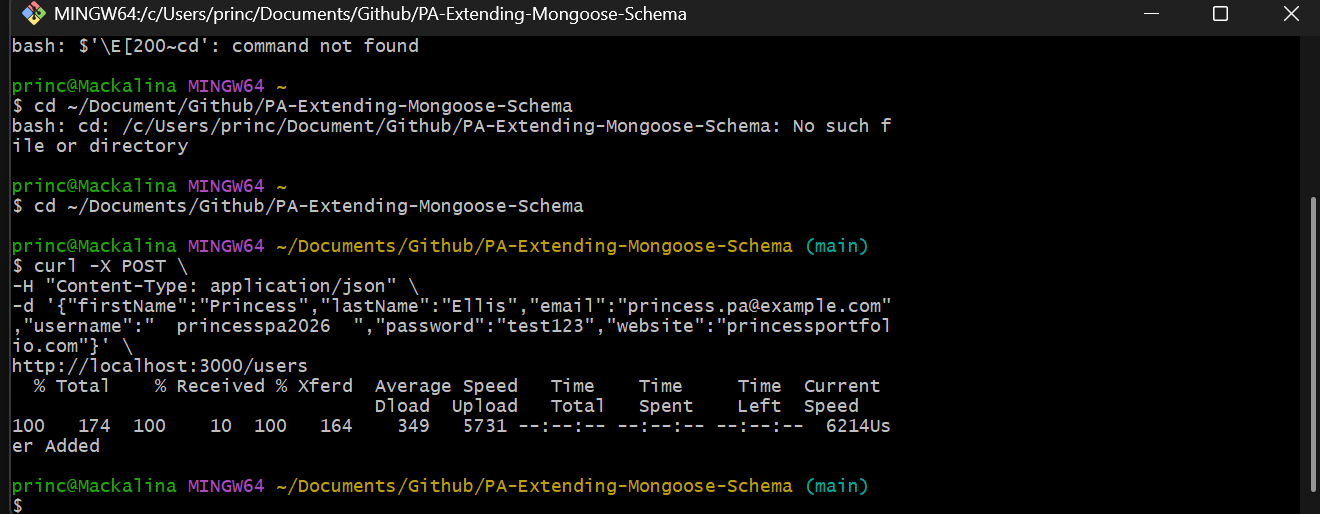 MINGW64:/c/Users/princ/Documents/Github/PA-Extending-Mongoose-Schema
bash: $'\E[200~cd': command not found
princ@Mackalina MINGW64 ~
$ cd ~/Document/Github/PA-Extending-Mongoose-Schema
bash: cd: /c/Users/princ/Document/Github/PA-Extending-Mongoose-Schema: No such f
ile or directory
princ@Mackalina MINGW64 ~
$ cd ~/Documents/Github/PA-Extending-Mongoose-Schema
princ@Mackalina MINGW64 ~/Documents/Github/PA-Extending-Mongoose-Schema (main)
$ curl -X POST \
-H "Content-Type: application/json" \
-d '{"firstName":"Princess","lastName":"Ellis","email":"princess.pa@example.com"
,"username":"  princesspa2026  ","password":"test123","website":"princessportfol
io.com"}' \
http://localhost:3000/users
  % Total    % Received % Xferd  Average Speed   Time    Time     Time  Current
                                 Dload  Upload   Total   Spent    Left  Speed
100   174  100    10  100   164    349   5731 --:--:-- --:--:-- --:--:--  6214Us
er Added
princ@Mackalina MINGW64 ~/Documents/Github/PA-Extending-Mongoose-Schema (main)
$